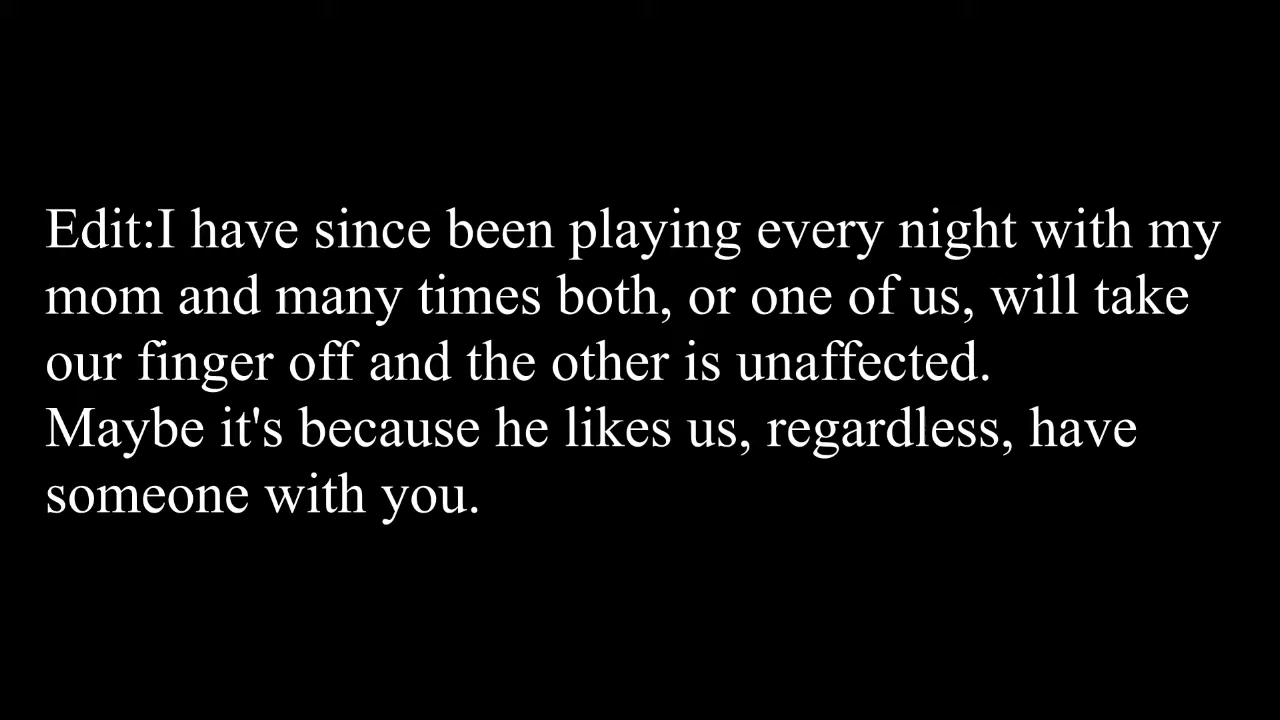 Edit:I have since been playing every night with my
mom and many times both, or one of us, will take
our finger off and the other is unaffected.
Maybe it's because he likes us, regardless, have
someone with you.